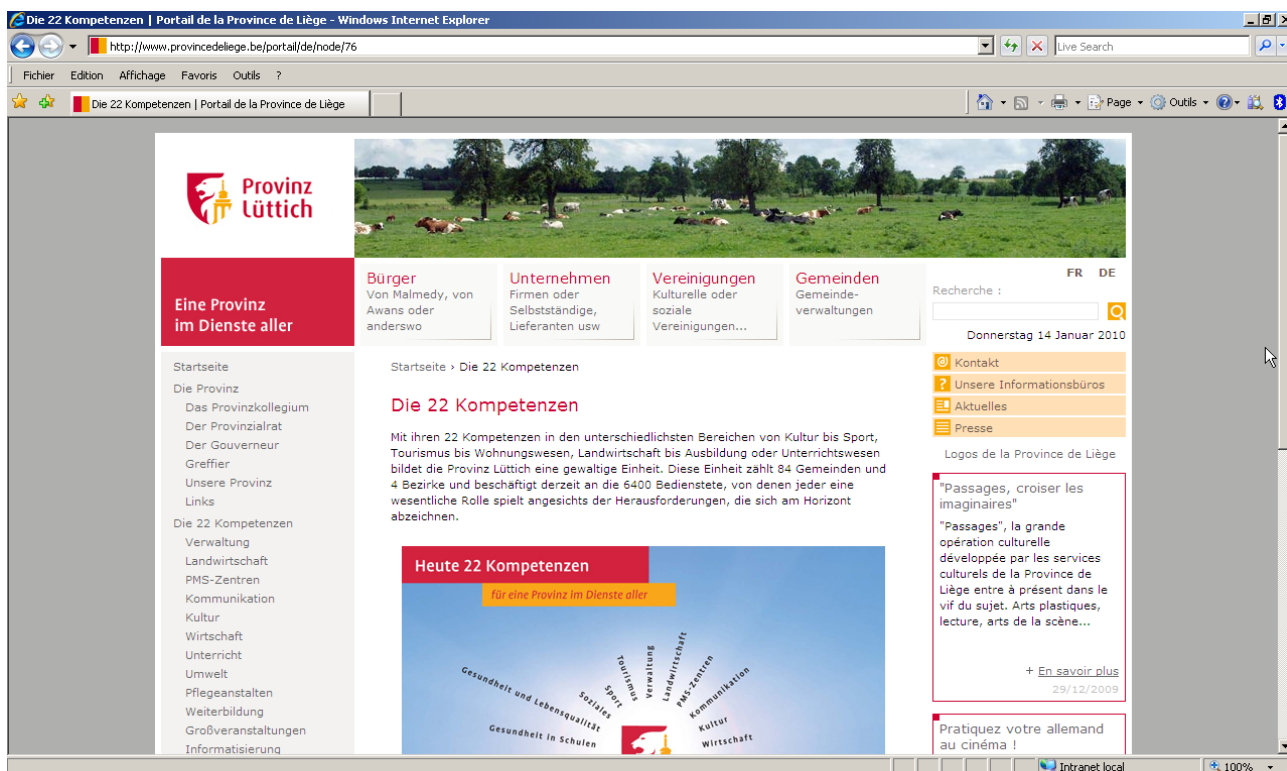 Die 22 Kompetenzen | Portail de la Province de Liège - Windows Internet Explorer
http://www.provincedeliege.be/portail/de/node/76
Live Search
Fichier Edition Affichage Favoris Outils ?
Die 22 Kompetenzen | Portail de la Province de Liège
Page Outils
Provinz
Lüttich
Eine Provinz
im Dienste aller
Bürger
Von Malmedy, von
Awans oder
anderswo
Unternehmen
Firmen oder
Selbstständige,
Lieferanten usw
Vereinigungen
Kulturelle oder
soziale
Vereinigungen...
Gemeinden
Gemeinde-
verwaltungen
FR DE
Recherche :
Donnerstag 14 Januar 2010
Startseite
Die Provinz
Das Provinzkollegium
Der Provinzialrat
Der Gouverneur
Greffier
Unsere Provinz
Links
Die 22 Kompetenzen
Verwaltung
Landwirtschaft
PMS-Zentren
Kommunikation
Kultur
Wirtschaft
Unterricht
Umwelt
Pflegeanstalten
Weiterbildung
Großveranstaltungen
Informatisierung
Startseite › Die 22 Kompetenzen
Die 22 Kompetenzen
Mit ihren 22 Kompetenzen in den unterschiedlichsten Bereichen von Kultur bis Sport,
Tourismus bis Wohnungswesen, Landwirtschaft bis Ausbildung oder Unterrichtswesen
bildet die Provinz Lüttich eine gewaltige Einheit. Diese Einheit zählt 84 Gemeinden und
4 Bezirke und beschäftigt derzeit an die 6400 Bedienstete, von denen jeder eine
wesentliche Rolle spielt angesichts der Herausforderungen, die sich am Horizont
abzeichnen.
Heute 22 Kompetenzen
für eine Provinz im Dienste aller
Gesundheit in Schulen
Gesundheit und Lebensqualität
Soziales
Sport
Tourismus
Verwaltung
Landwirtschaft
PMS-Zentren
Kommunikation
Kultur
Wirtschaft
Kontakt
Unsere Informationsbüros
Aktuelles
Presse
Logos de la Province de Liège
"Passages, croiser les
imaginaires"
"Passages", la grande
opération culturelle
développée par les services
culturels de la Province de
Liège entre à présent dans le
vif du sujet. Arts plastiques,
lecture, arts de la scène...
+ En savoir plus
29/12/2009
Pratiquez votre allemand
au cinéma !
Intranet local
100%